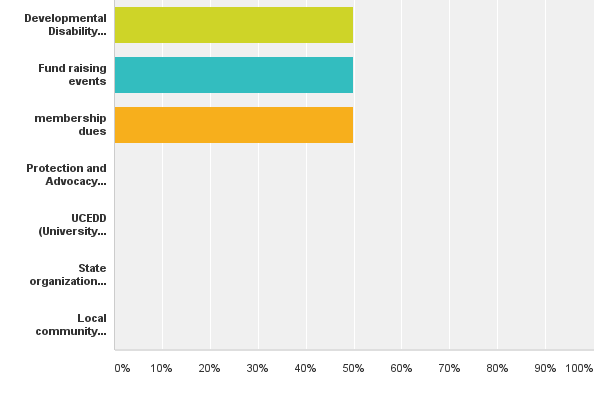 Developmental
Disability...
Fund raising
events
membership
dues
Protection and
Advocacy...
UCEDD
(University...
State
organization...
Local
community...
0% 10% 20% 30% 40% 50% 60% 70% 80% 90% 100%